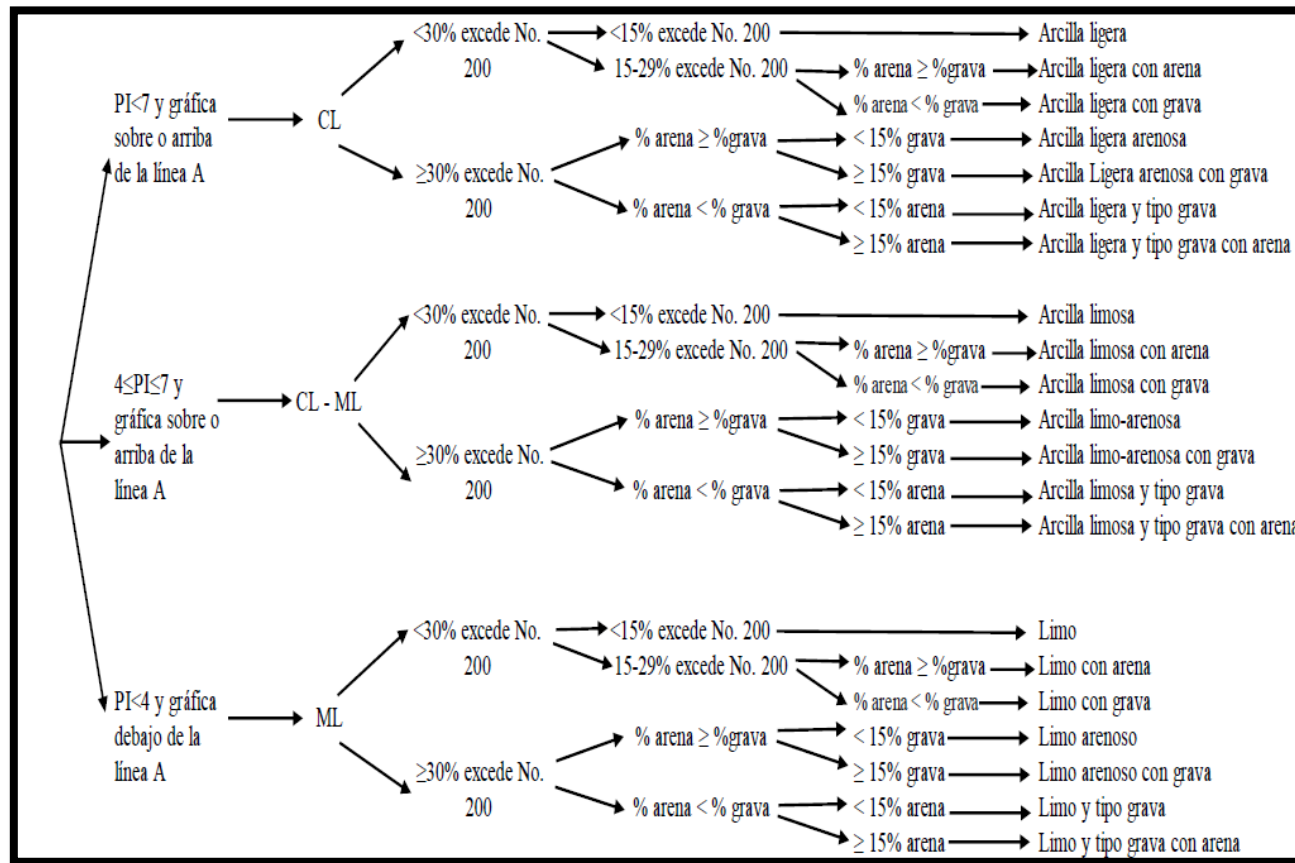 <30% excede No.
200
<15% excede No. 200
Arcilla ligera
15-29% excede No. 200
% arena ≥ %grava
Arcilla ligera con arena
% arena < % grava
Arcilla ligera con grava
PI<7 y gráfica
sobre o arriba
de la línea A
CL
≥30% excede No.
200
% arena ≥ %grava
< 15% grava
Arcilla ligera arenosa
≥ 15% grava
Arcilla Ligera arenosa con grava
% arena < % grava
< 15% arena
Arcilla ligera y tipo grava
≥ 15% arena
Arcilla ligera y tipo grava con arena
<30% excede No.
200
<15% excede No. 200
Arcilla limosa
15-29% excede No. 200
% arena ≥ %grava
Arcilla limosa con arena
% arena < % grava
Arcilla limosa con grava
4≤PI≤7 y
gráfica sobre o
arriba de la
línea A
CL - ML
≥30% excede No.
200
% arena ≥ %grava
< 15% grava
Arcilla limo-arenosa
≥ 15% grava
Arcilla limo-arenosa con grava
% arena < % grava
< 15% arena
Arcilla limosa y tipo grava
≥ 15% arena
Arcilla limosa y tipo grava con arena
<30% excede No.
200
<15% excede No. 200
Limo
15-29% excede No. 200
% arena ≥ %grava
Limo con arena
% arena < % grava
Limo con grava
PI<4 y gráfica
debajo de la
línea A
ML
≥30% excede No.
200
% arena ≥ %grava
< 15% grava
Limo arenoso
≥ 15% grava
Limo arenoso con grava
% arena < % grava
< 15% arena
Limo y tipo grava
≥ 15% arena
Limo y tipo grava con arena